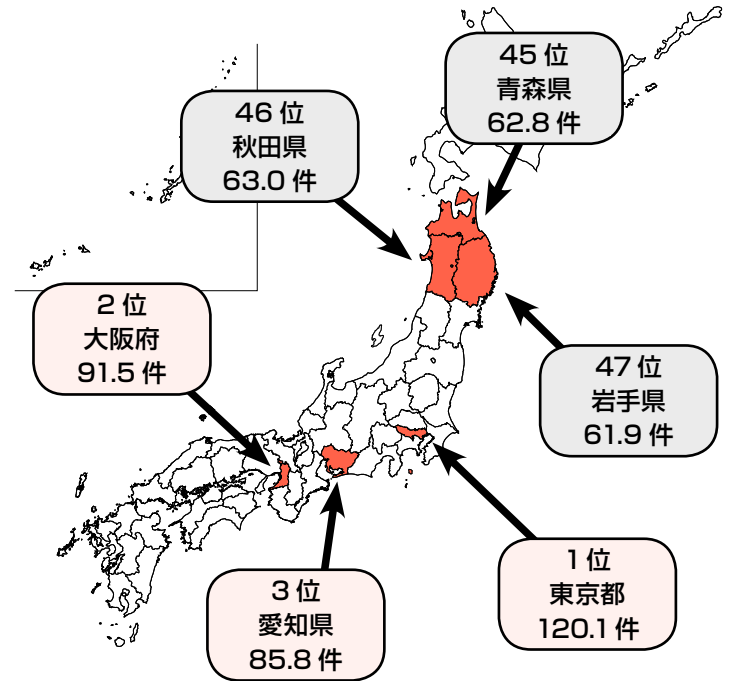 45 位
青森県
62.8 件
46 位
秋田県
63.0 件
2 位
大阪府
91.5 件
47 位
岩手県
61.9 件
1 位
東京都
120.1 件
3 位
愛知県
85.8 件